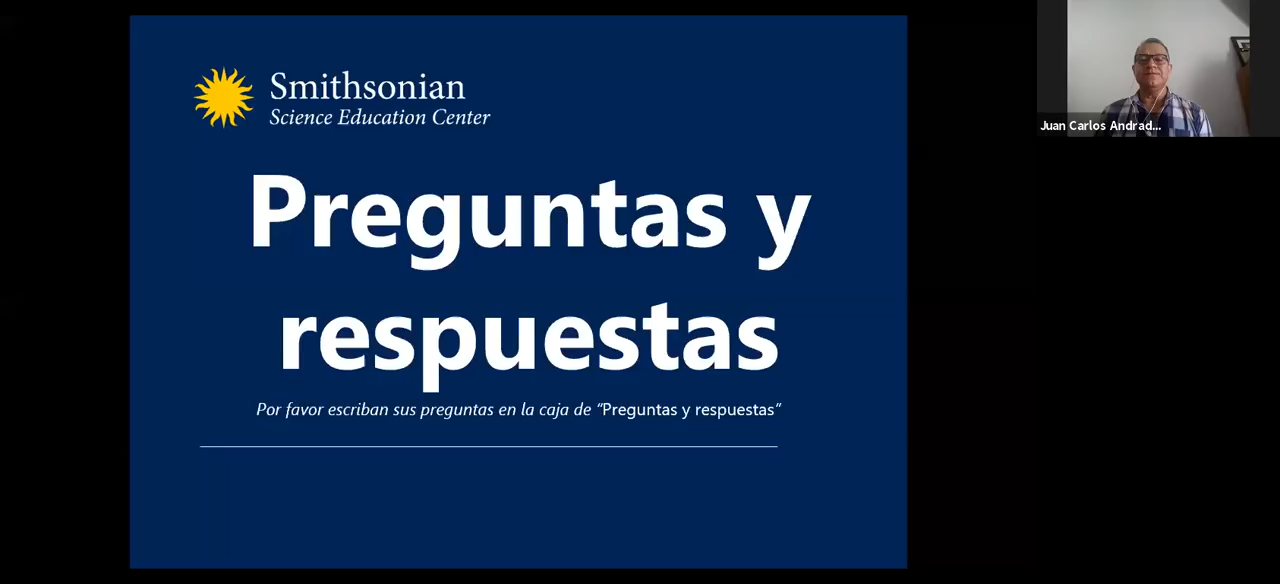 Smithsonian
Science Education Center
Preguntas y
respuestas
Por favor escriban sus preguntas en la caja de “Preguntas y respuestas”
Juan Carlos Andrad...